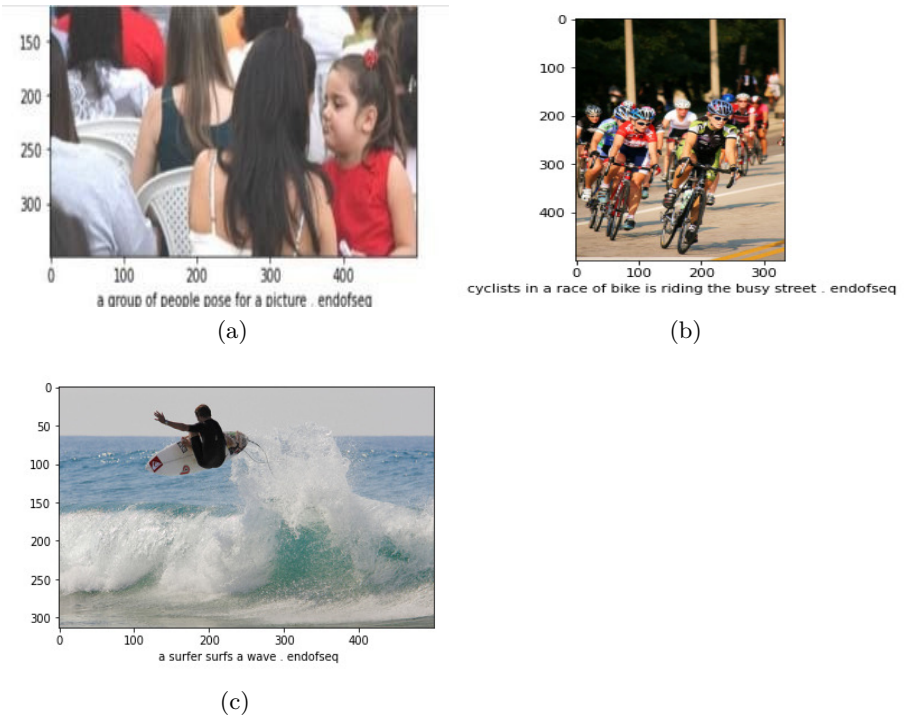 150
200
250
300
0 100 200 300 400
a group of people pose for a picture . endofseq
(a)
0
100
200
300
400
0 100 200 300
cyclists in a race of bike is riding the busy street . endofseq
(b)
0
50
100
150
200
250
300
0 100 200 300 400
a surfer surfs a wave . endofseq
(c)